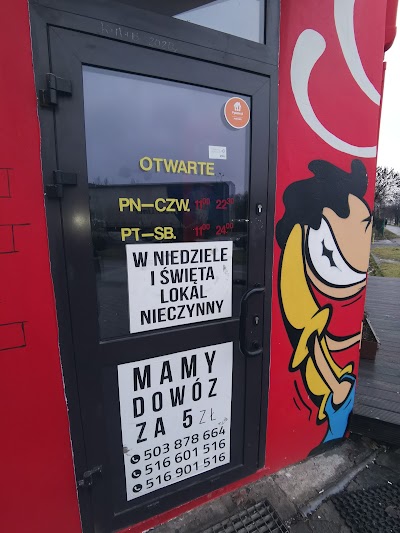 OTWARTE
PN-CZW. 11⁰⁰ 22⁰⁰
PT-SB. 11⁰⁰ 24⁰⁰
W NIEDZIELE
I ŚWIĘTA
LOKAL
NIECZYNNY
MAMY
DOWÓZ
ZA 5 ZŁ
503 878 664
516 601 516
516 901 516